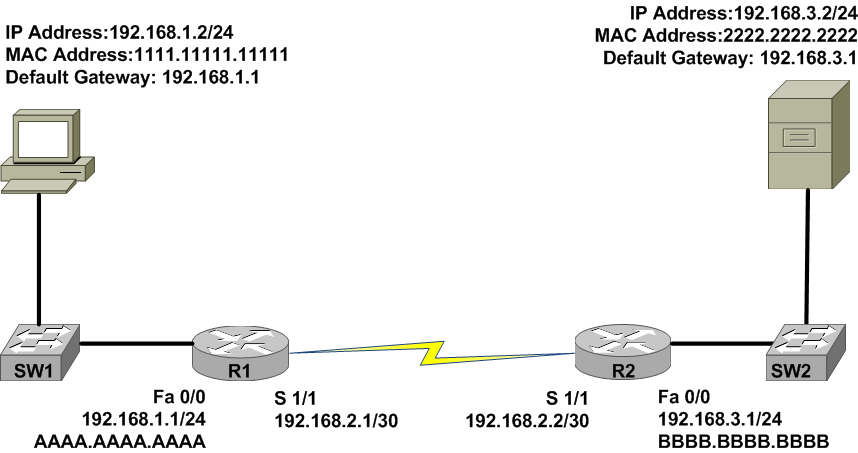 IP Address:192.168.1.2/24
MAC Address:1111.11111.11111
Default Gateway: 192.168.1.1
IP Address:192.168.3.2/24
MAC Address:2222.2222.2222
Default Gateway: 192.168.3.1
SW1
R1
R2
SW2
Fa 0/0
192.168.1.1/24
AAAA.AAAA.AAAA
S 1/1
192.168.2.1/30
S 1/1
192.168.2.2/30
Fa 0/0
192.168.3.1/24
BBBB.BBBB.BBBB